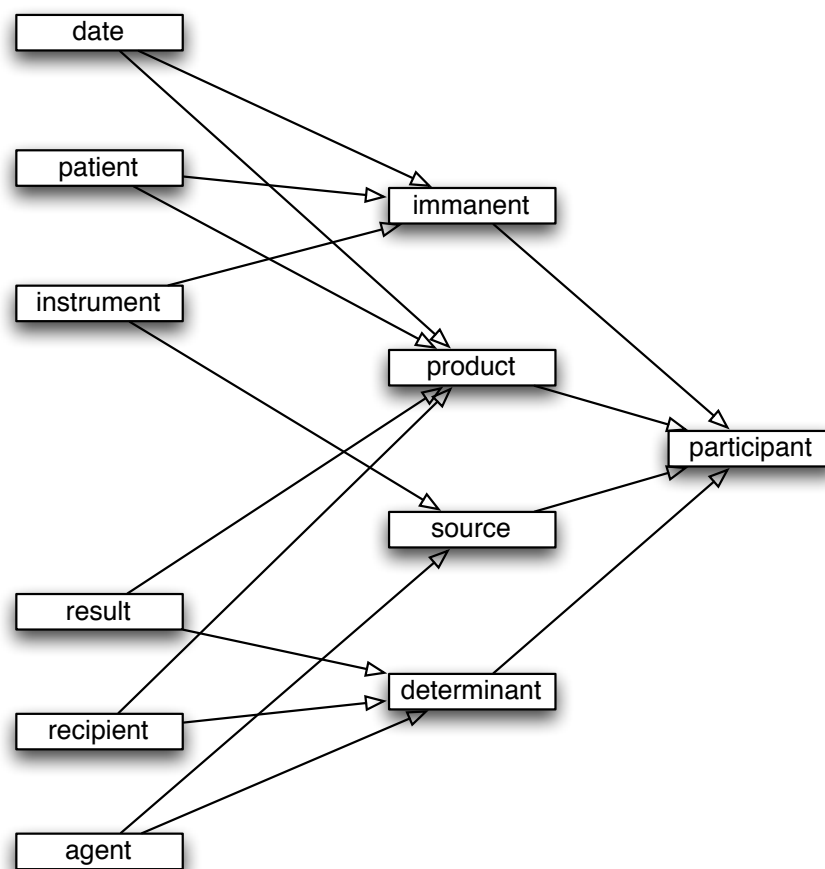 date
patient
immanent
instrument
product
participant
source
result
determinant
recipient
agent